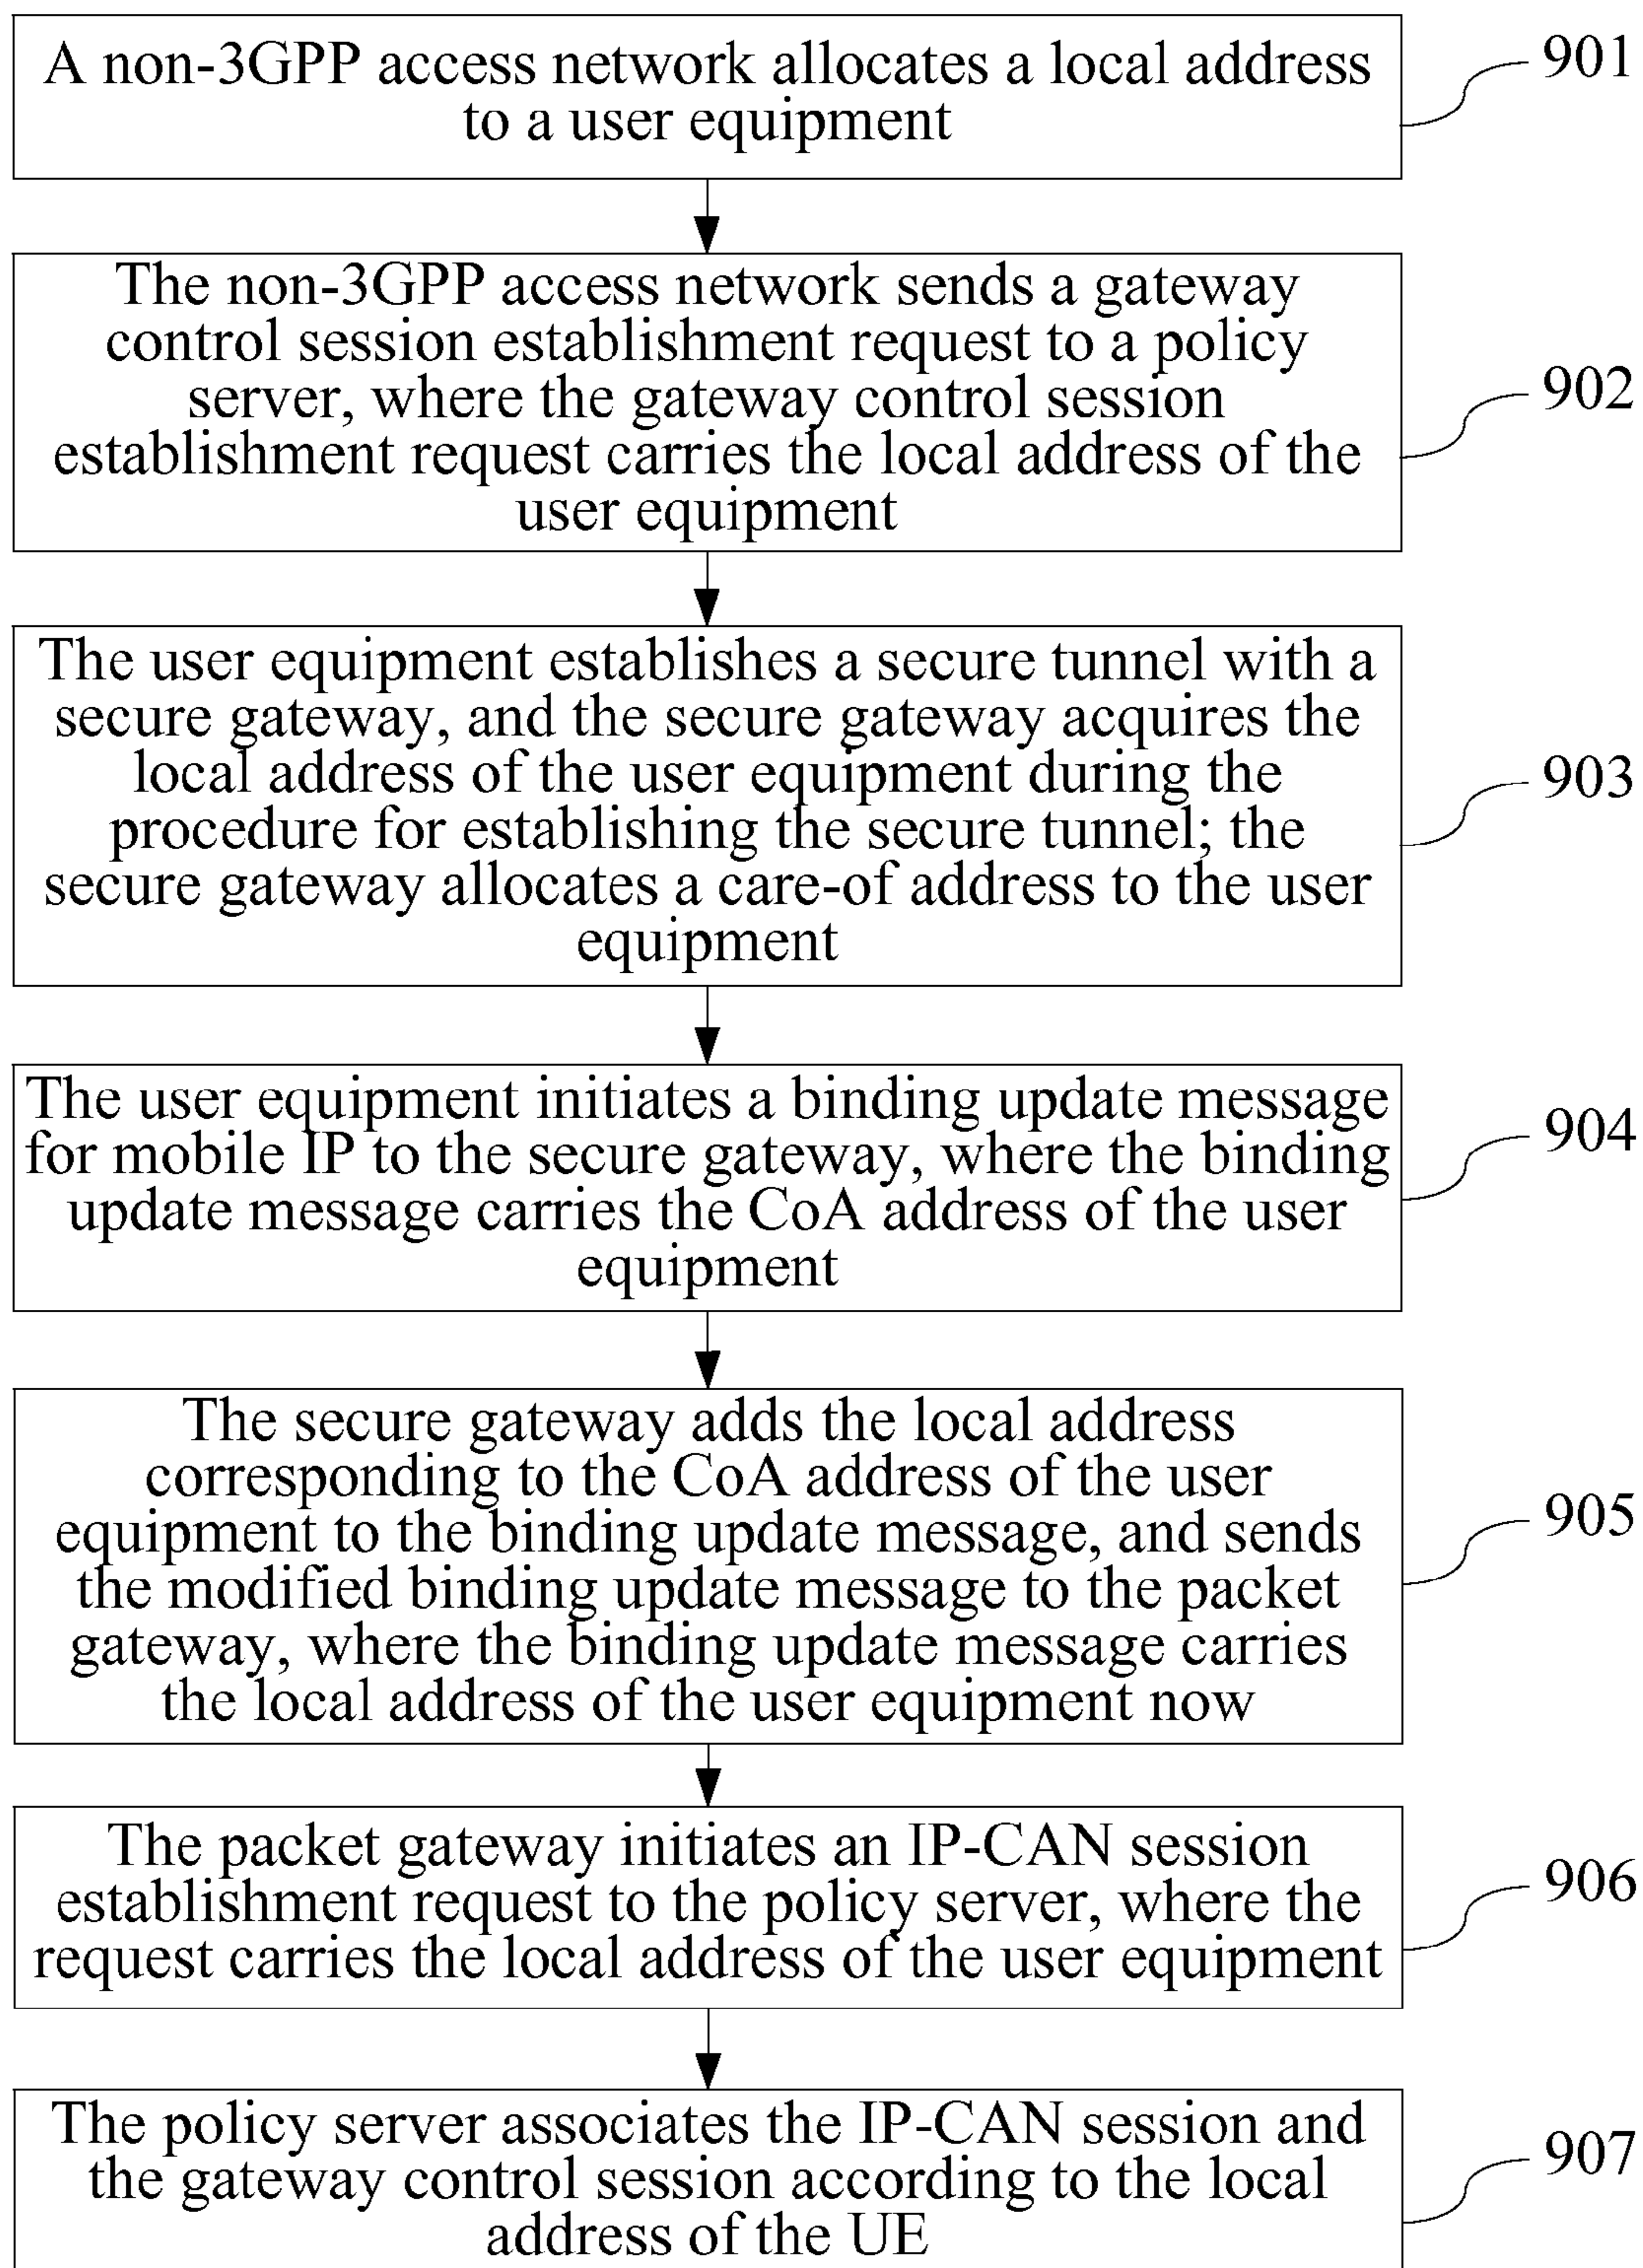 A non-3GPP access network allocates a local address
to a user equipment
901
The non-3GPP access network sends a gateway
control session establishment request to a policy
server, where the gateway control session
establishment request carries the local address of the
user equipment
902
The user equipment establishes a secure tunnel with a
secure gateway, and the secure gateway acquires the
local address of the user equipment during the
procedure for establishing the secure tunnel; the
secure gateway allocates a care-of address to the user
equipment
903
The user equipment initiates a binding update message
for mobile IP to the secure gateway, where the binding
update message carries the CoA address of the user
equipment
904
The secure gateway adds the local address
corresponding to the CoA address of the user
equipment to the binding update message, and sends
the modified binding update message to the packet
gateway, where the binding update message carries
the local address of the user equipment now
905
The packet gateway initiates an IP-CAN session
establishment request to the policy server, where the
request carries the local address of the user equipment
906
The policy server associates the IP-CAN session and
the gateway control session according to the local
address of the UE
907